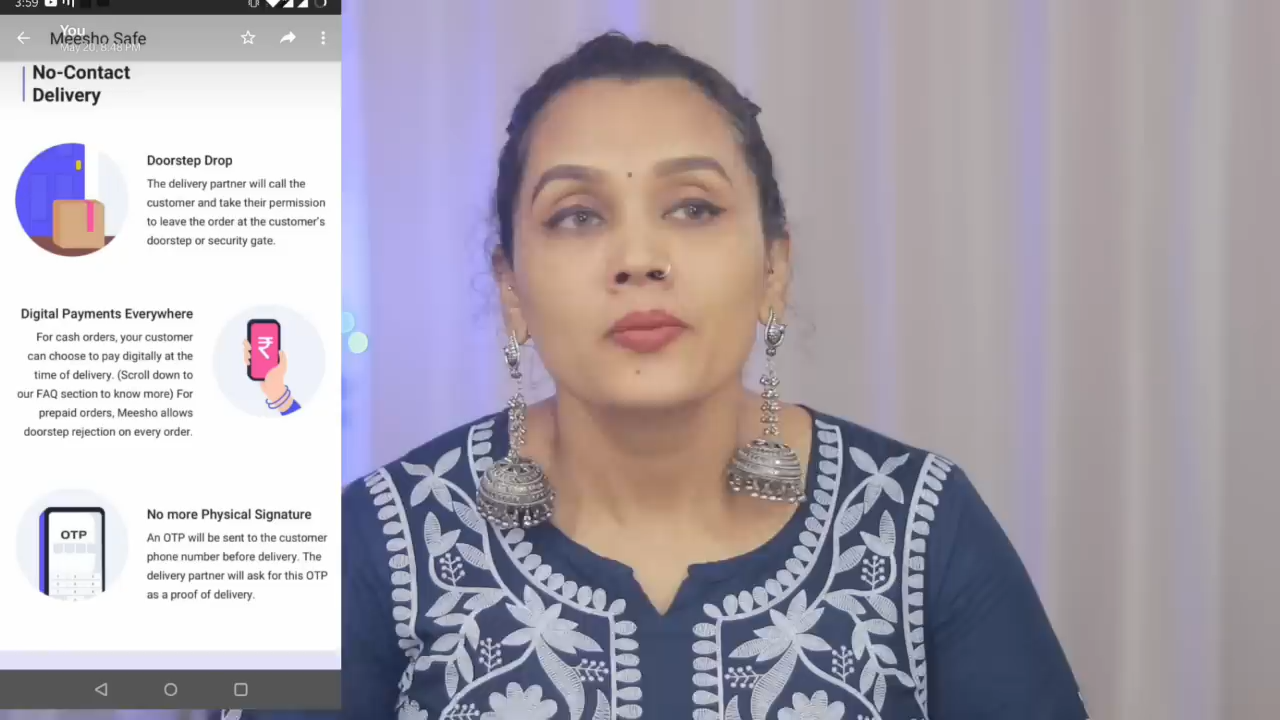 3:59
You
Meesho Safe
May 20, 8:48 PM
No-Contact
Delivery
Doorstep Drop
The delivery partner will call the
customer and take their permission
to leave the order at the customer's
doorstep or security gate.
Digital Payments Everywhere
For cash orders, your customer
can choose to pay digitally at the
time of delivery. (Scroll down to
our FAQ section to know more) For
prepaid orders, Meesho allows
doorstep rejection on every order.
₹
OTP
No more Physical Signature
An OTP will be sent to the customer
phone number before delivery. The
delivery partner will ask for this OTP
as a proof of delivery.